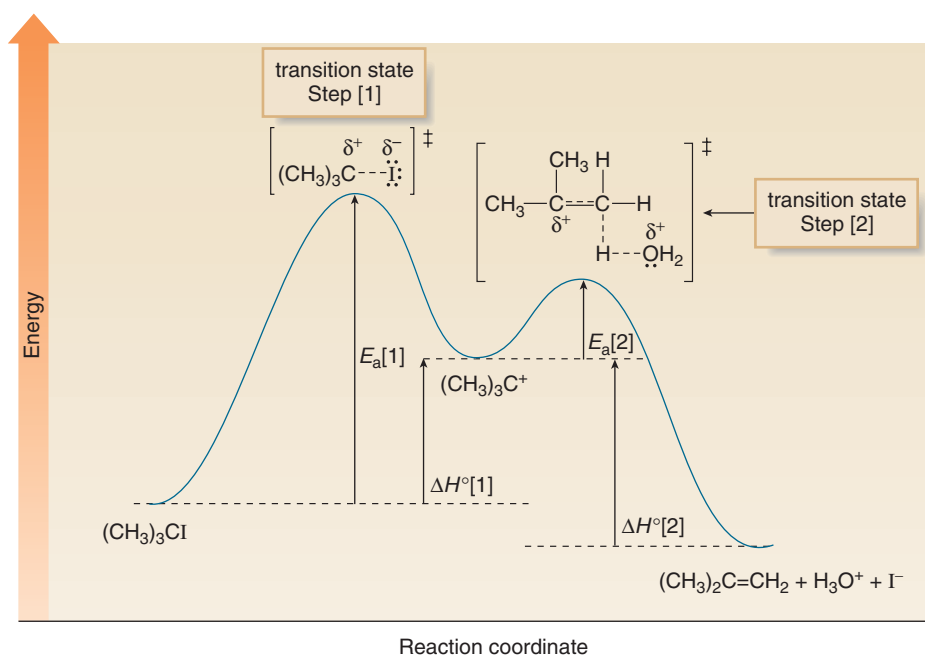 transition state
Step [1]
δ⁺ δ⁻
(CH₃)₃C---I:
‡
CH₃ H
CH₃—C==C—H
δ⁺
δ⁺
H---OH₂
‡
transition state
Step [2]
Energy
Eₐ[1]
Eₐ[2]
(CH₃)₃C⁺
ΔH°[1]
ΔH°[2]
(CH₃)₃CI
(CH₃)₂C=CH₂ + H₃O⁺ + I⁻
Reaction coordinate